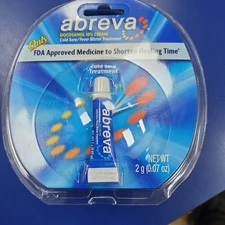 abreva
DOCOSANOL 10% CREAM
Cold Sore/Fever Blister Treatment
Only
FDA Approved Medicine to Shorten Healing Time*
Cold Sore
Treatment
abreva
NET WT
2 g (0.07 oz)